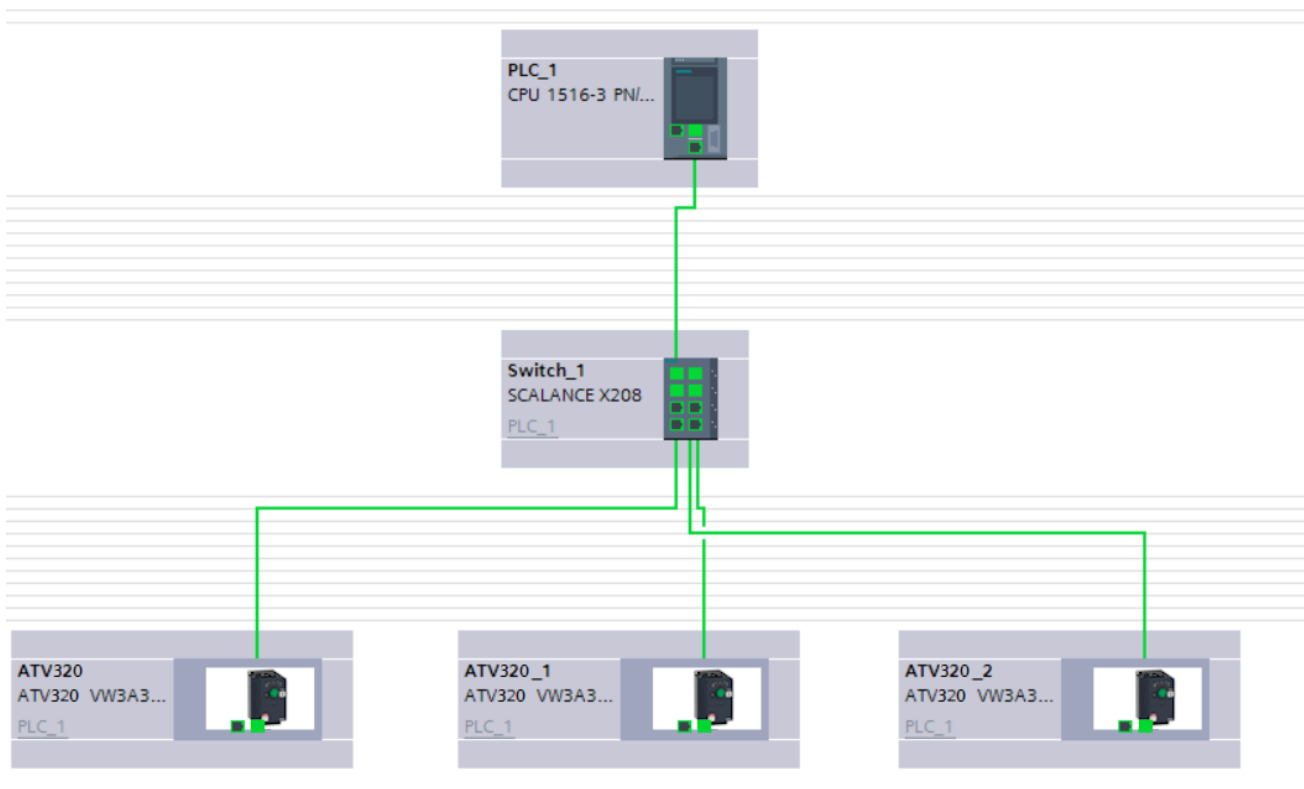 PLC_1
CPU 1516-3 PN/...
Switch_1
SCALANCE X208
PLC_1
ATV320
ATV320 VW3A3...
PLC_1
ATV320_1
ATV320 VW3A3...
PLC_1
ATV320_2
ATV320 VW3A3...
PLC_1